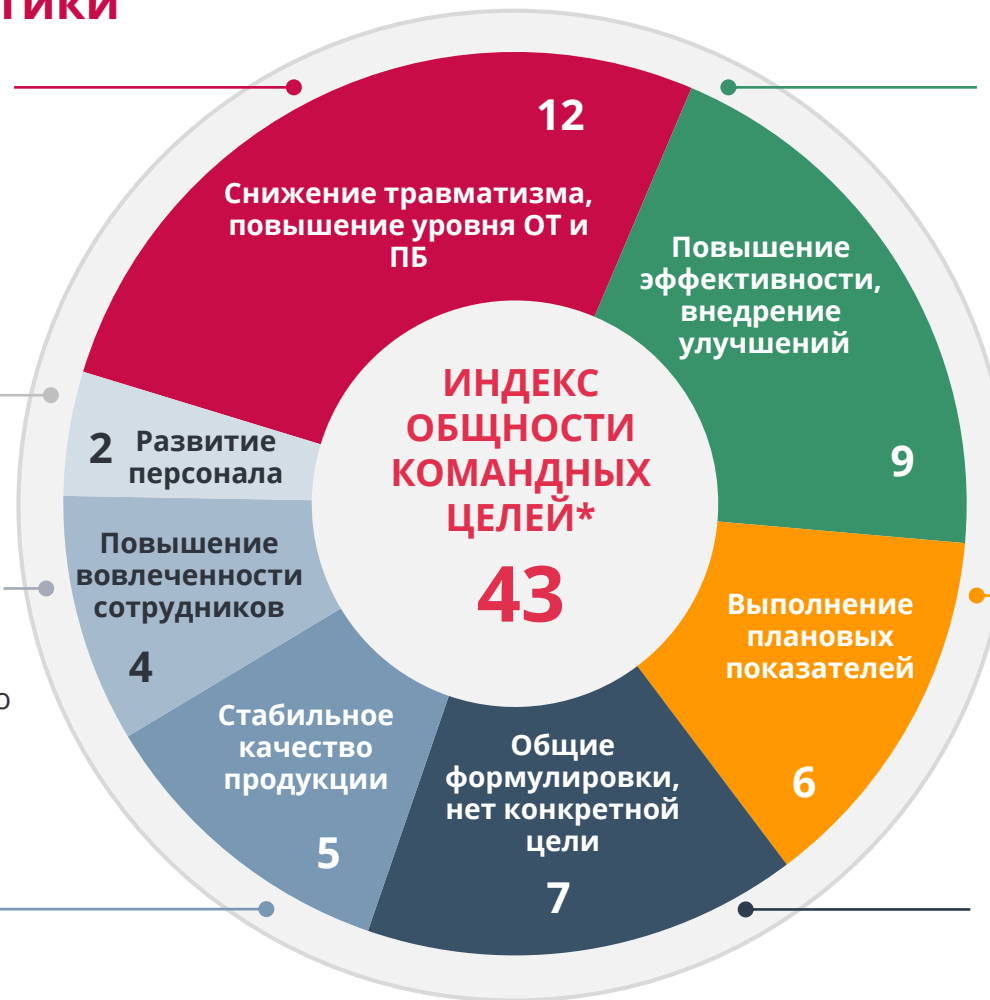 тики
12
Снижение травматизма,
повышение уровня ОТ и
ПБ
Повышение
эффективности,
внедрение
улучшений
9
ИНДЕКС
ОБЩНОСТИ
КОМАНДНЫХ
ЦЕЛЕЙ*
43
2 Развитие
персонала
Повышение
вовлеченности
сотрудников
4
о
Выполнение
плановых
показателей
6
Стабильное
качество
продукции
5
Общие
формулировки,
нет конкретной
цели
7